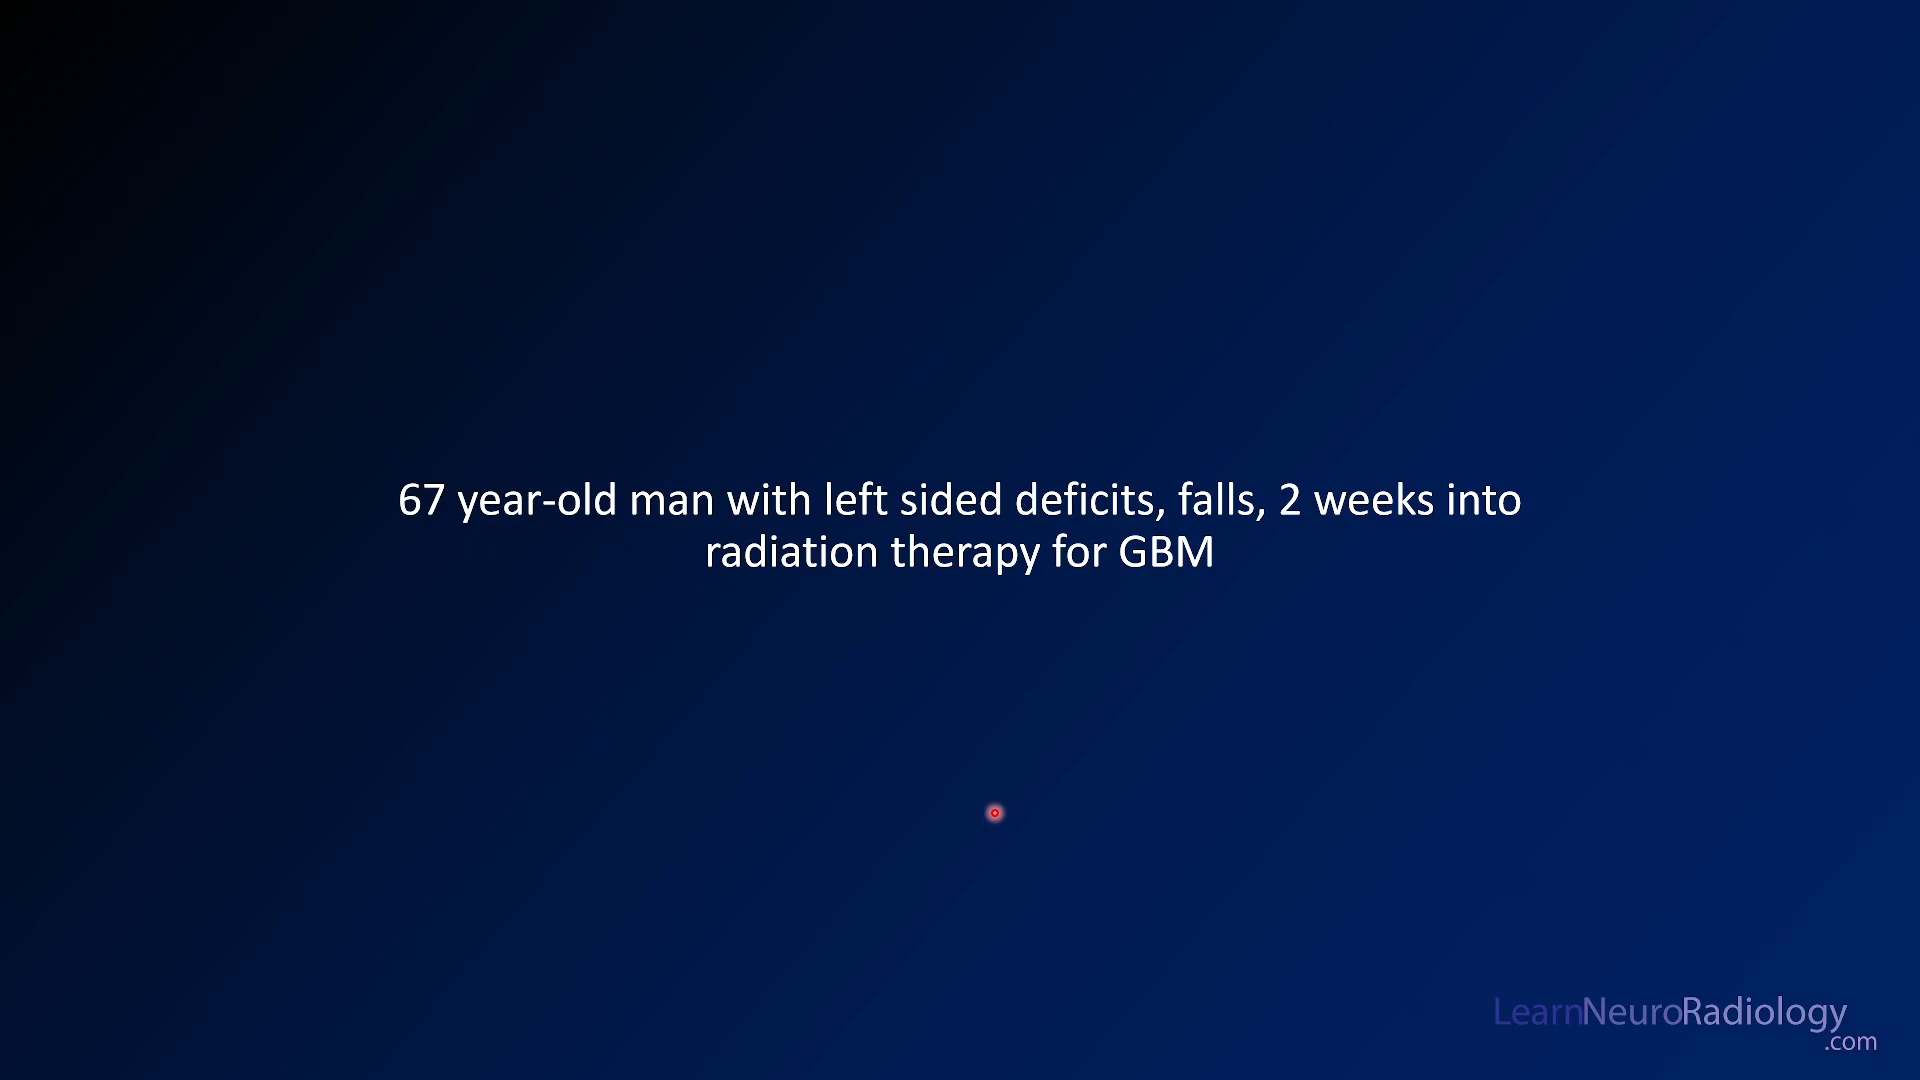 67 year-old man with left sided deficits, falls, 2 weeks into
radiation therapy for GBM
LearnNeuroRadiology
.com